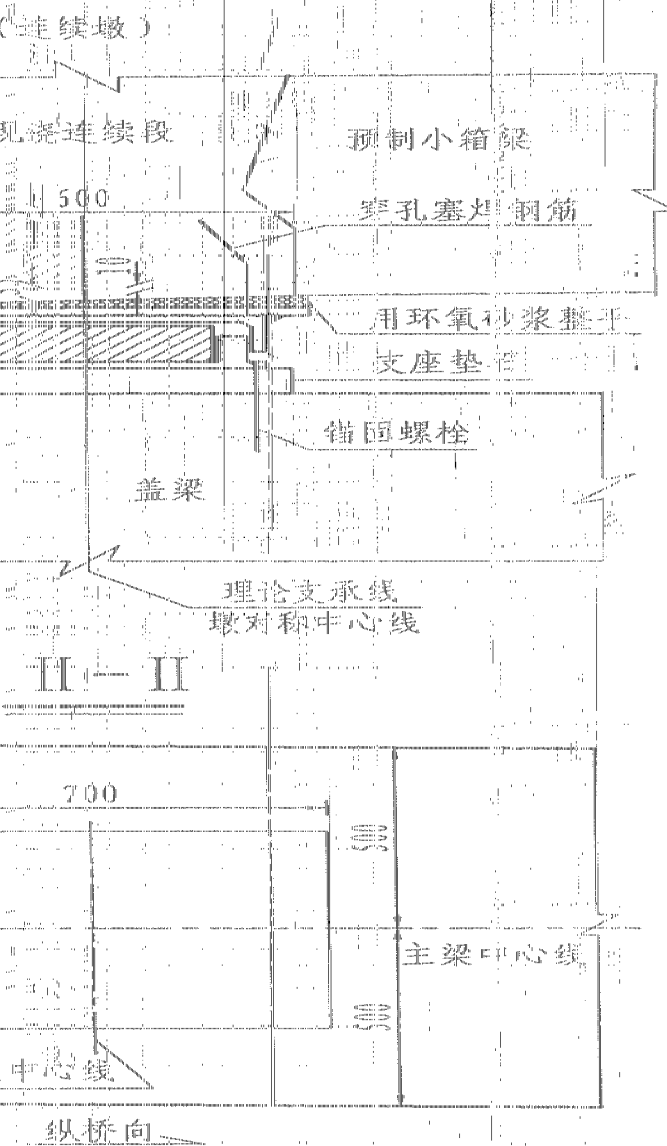 (连续墩)
现浇连续段
预制小箱梁
500
穿孔塞焊钢筋
10
用环氧砂浆整平
支座垫石
锚固螺栓
盖梁
理论支承线
墩对称中心线
II—II
700
500
主梁中心线
500
中心线
纵桥向